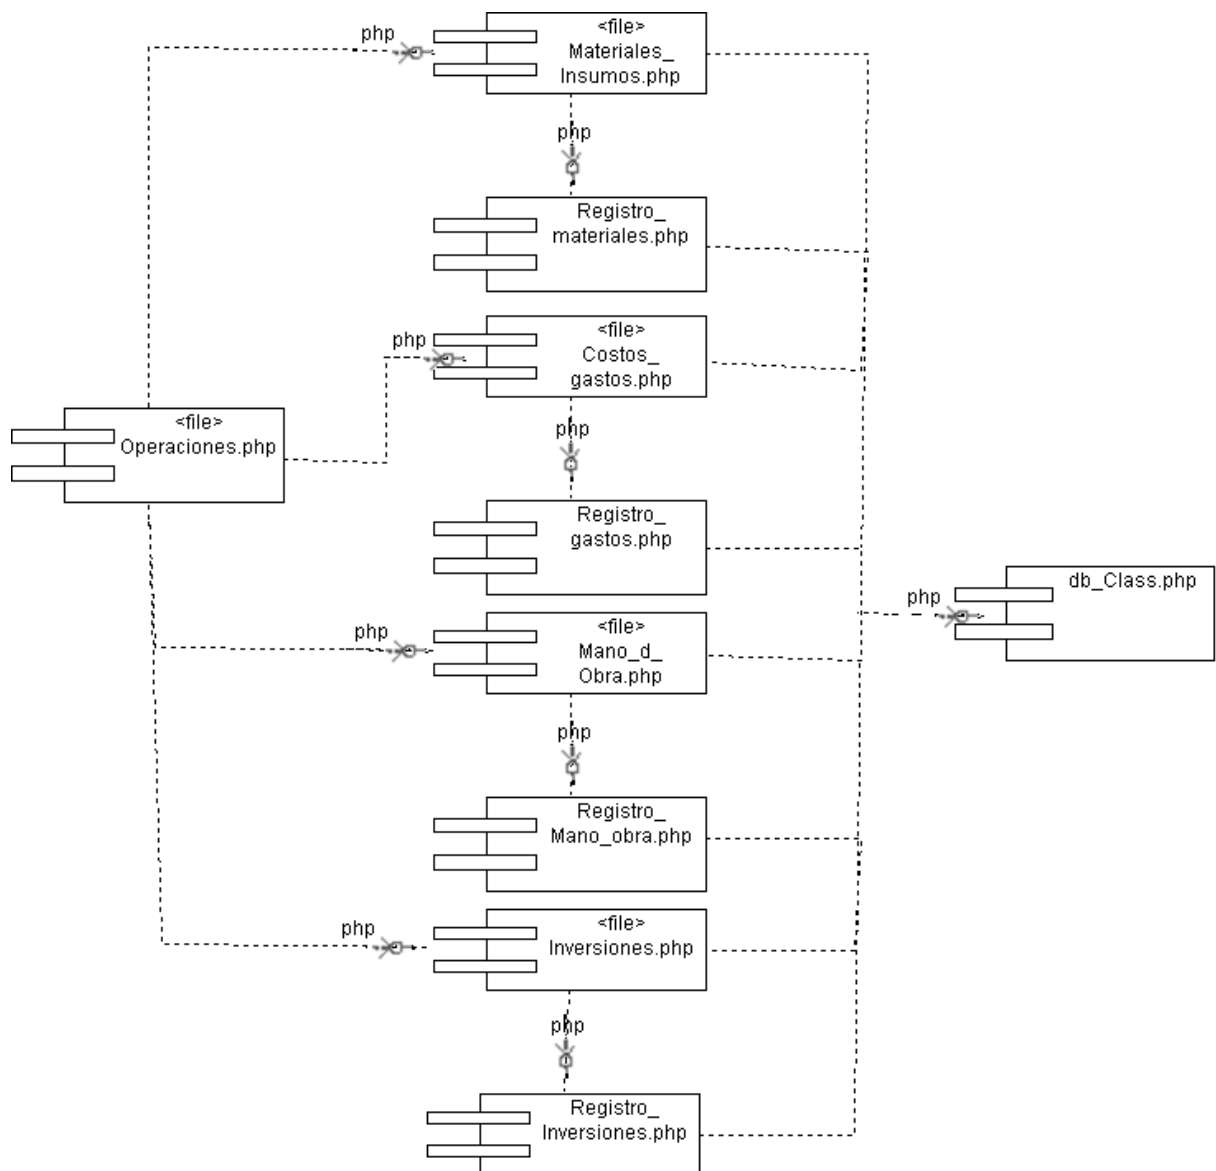 php
<file>
Materiales_
Insumos.php
php
Registro_
materiales.php
php
<file>
Costos_
gastos.php
<file>
Operaciones.php
php
Registro_
gastos.php
php
db_Class.php
php
<file>
Mano_d_
Obra.php
php
Registro_
Mano_obra.php
php
<file>
Inversiones.php
php
Registro_
Inversiones.php